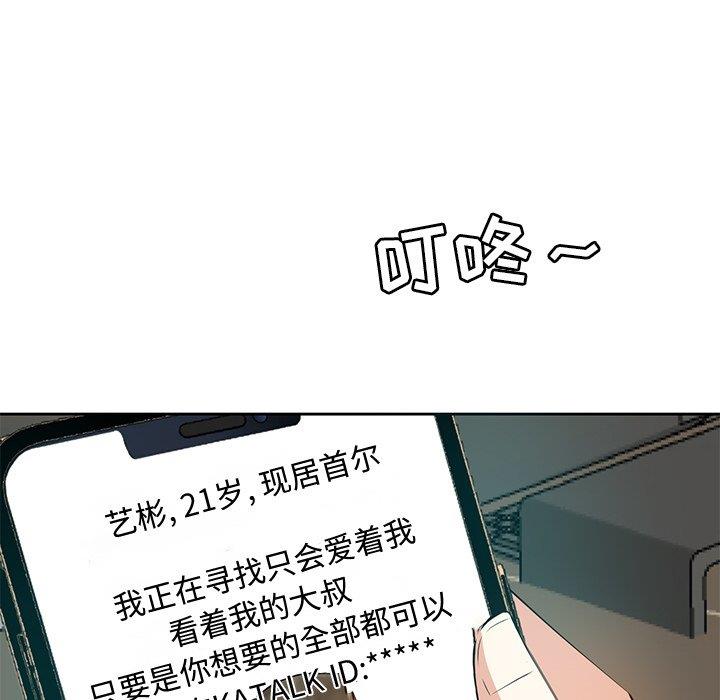 叮咚～
艺彬,21岁,现居首尔
我正在寻找只会爱着我
看着我的大叔
只要是你想要的全部都可以
KATALK ID:*****